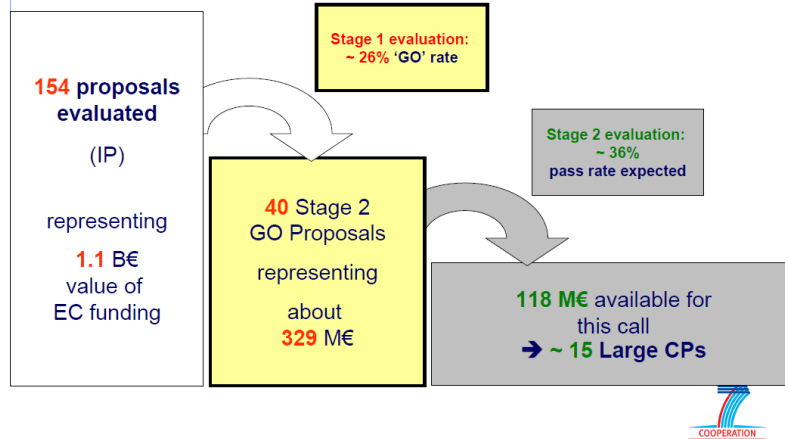 154 proposals
evaluated
(IP)
representing
1.1 B€
value of
EC funding
Stage 1 evaluation:
~ 26% ‘GO’ rate
40 Stage 2
GO Proposals
representing
about
329 M€
Stage 2 evaluation:
~ 36%
pass rate expected
118 M€ available for
this call
➔ ~ 15 Large CPs
7
COOPERATION